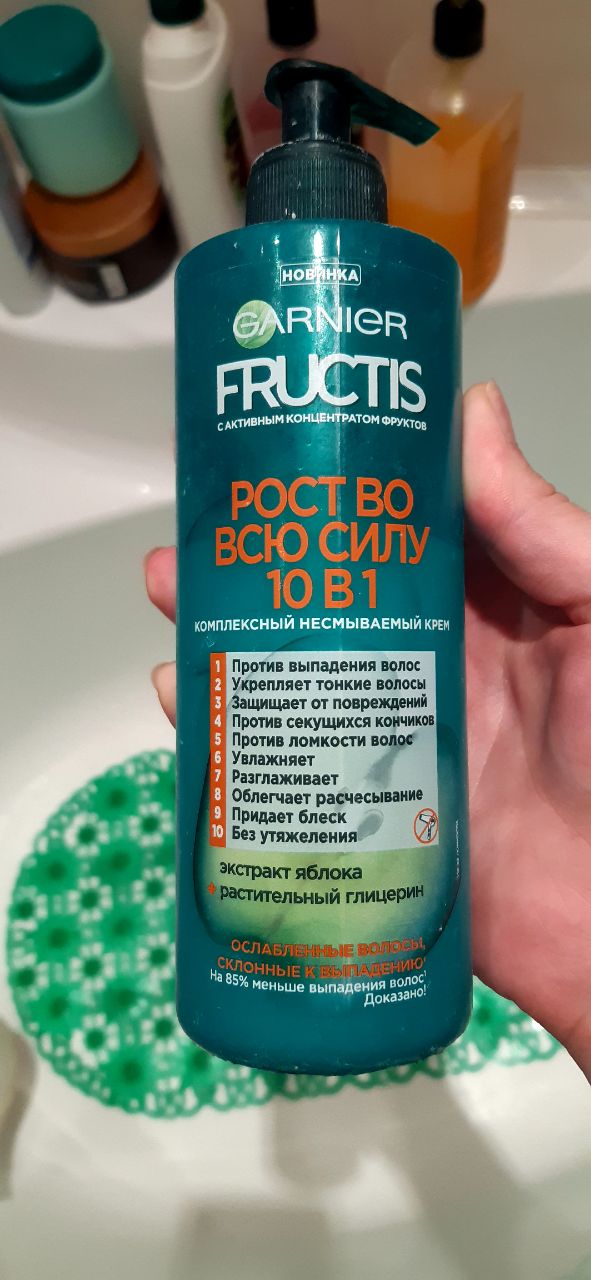 НОВИНКА
GARNIER
FRUCTIS
С АКТИВНЫМ КОНЦЕНТРАТОМ ФРУКТОВ
РОСТ ВО
ВСЮ СИЛУ
10 В 1
КОМПЛЕКСНЫЙ НЕСМЫВАЕМЫЙ КРЕМ
1 Против выпадения волос
2 Укрепляет тонкие волосы
3 Защищает от повреждений
4 Против секущихся кончиков
5 Против ломкости волос
6 Увлажняет
7 Разглаживает
8 Облегчает расчесывание
9 Придает блеск
10 Без утяжеления
экстракт яблока
+ растительный глицерин
ОСЛАБЛЕННЫЕ ВОЛОСЫ,
СКЛОННЫЕ К ВЫПАДЕНИЮ*
На 85% меньше выпадения волос¹
Доказано!